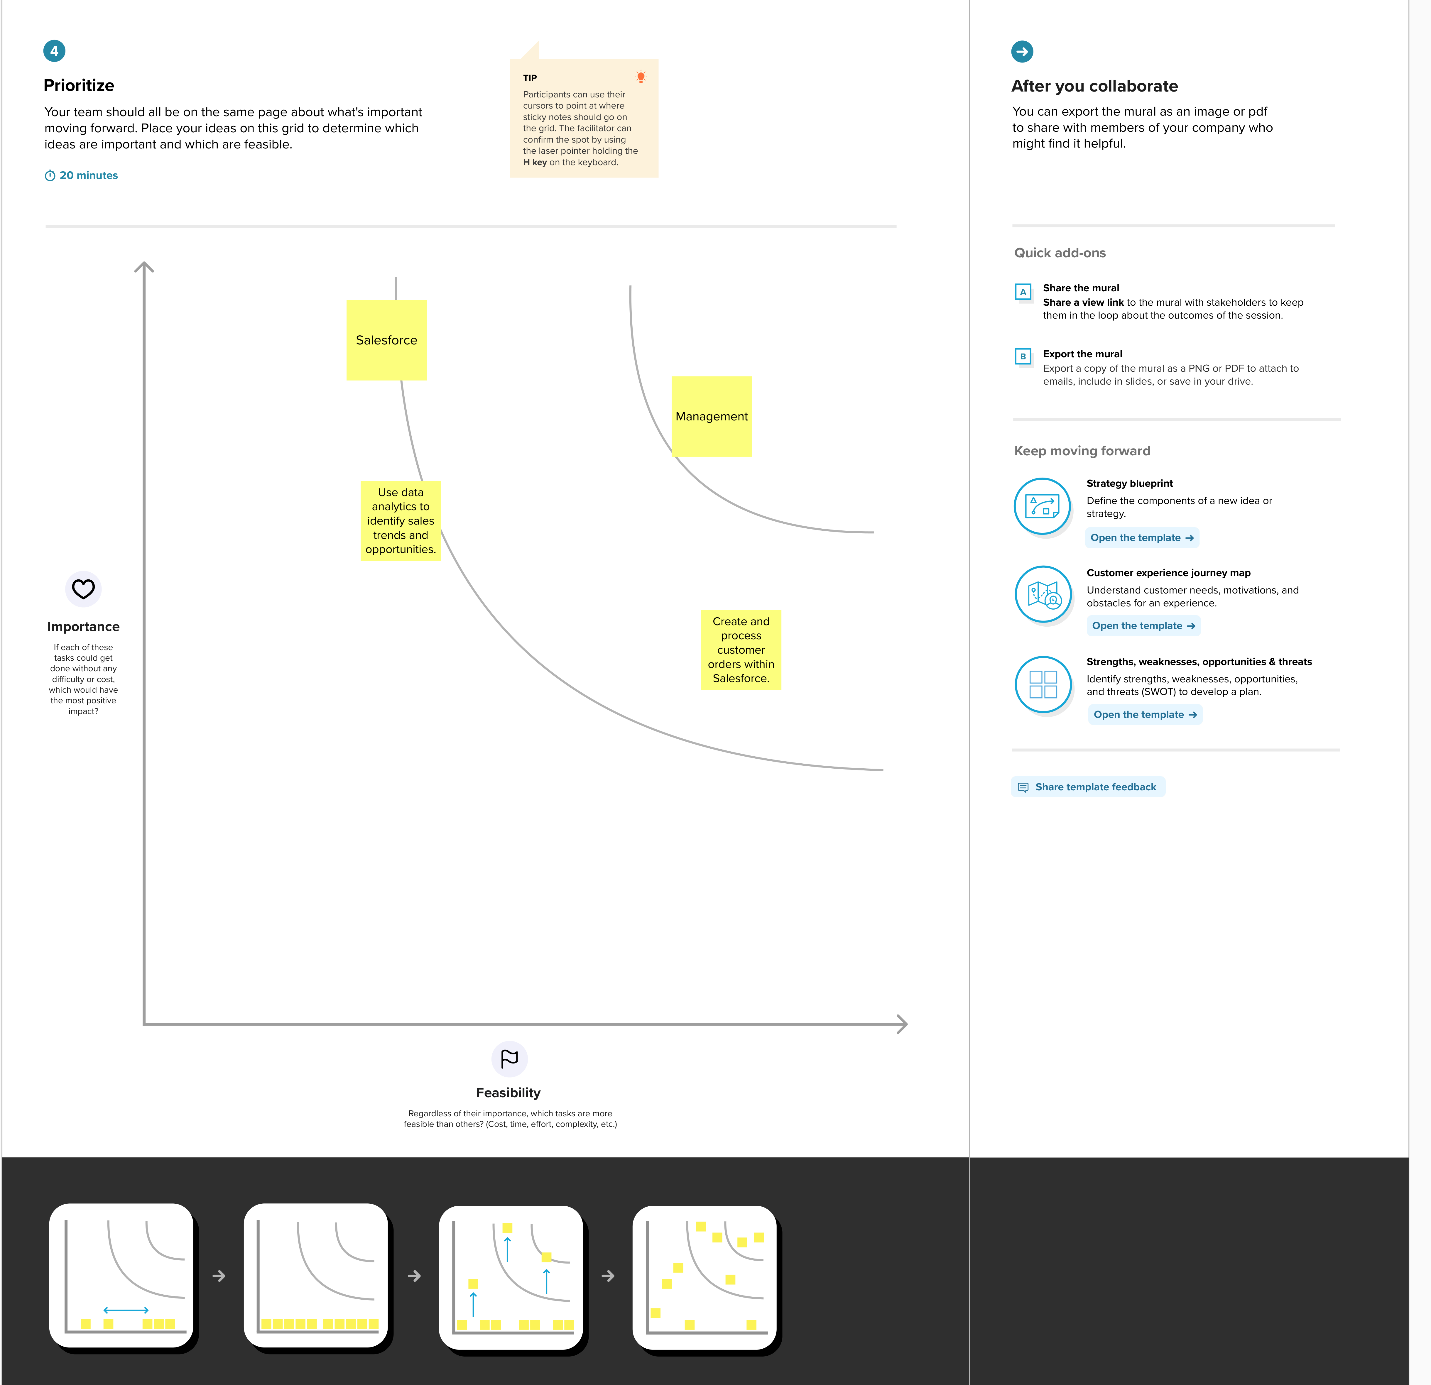 4
Prioritize
Your team should all be on the same page about what's important
moving forward. Place your ideas on this grid to determine which
ideas are important and which are feasible.
20 minutes
TIP
Participants can use their
cursors to point at where
sticky notes should go on
the grid. The facilitator can
confirm the spot by using
the laser pointer holding the
H key on the keyboard.
Salesforce
Management
Use data
analytics to
identify sales
trends and
opportunities.
Create and
process
customer
orders within
Salesforce.
Importance
If each of these
tasks could get
done without any
difficulty or cost,
which would have
the most positive
impact?
Feasibility
Regardless of their importance, which tasks are more
feasible than others? (Cost, time, effort, complexity, etc.)
After you collaborate
You can export the mural as an image or pdf
to share with members of your company who
might find it helpful.
Quick add-ons
A
Share the mural
Share a view link to the mural with stakeholders to keep
them in the loop about the outcomes of the session.
B
Export the mural
Export a copy of the mural as a PNG or PDF to attach to
emails, include in slides, or save in your drive.
Keep moving forward
Strategy blueprint
Define the components of a new idea or
strategy.
Open the template →
Customer experience journey map
Understand customer needs, motivations, and
obstacles for an experience.
Open the template →
Strengths, weaknesses, opportunities & threats
Identify strengths, weaknesses, opportunities,
and threats (SWOT) to develop a plan.
Open the template →
Share template feedback